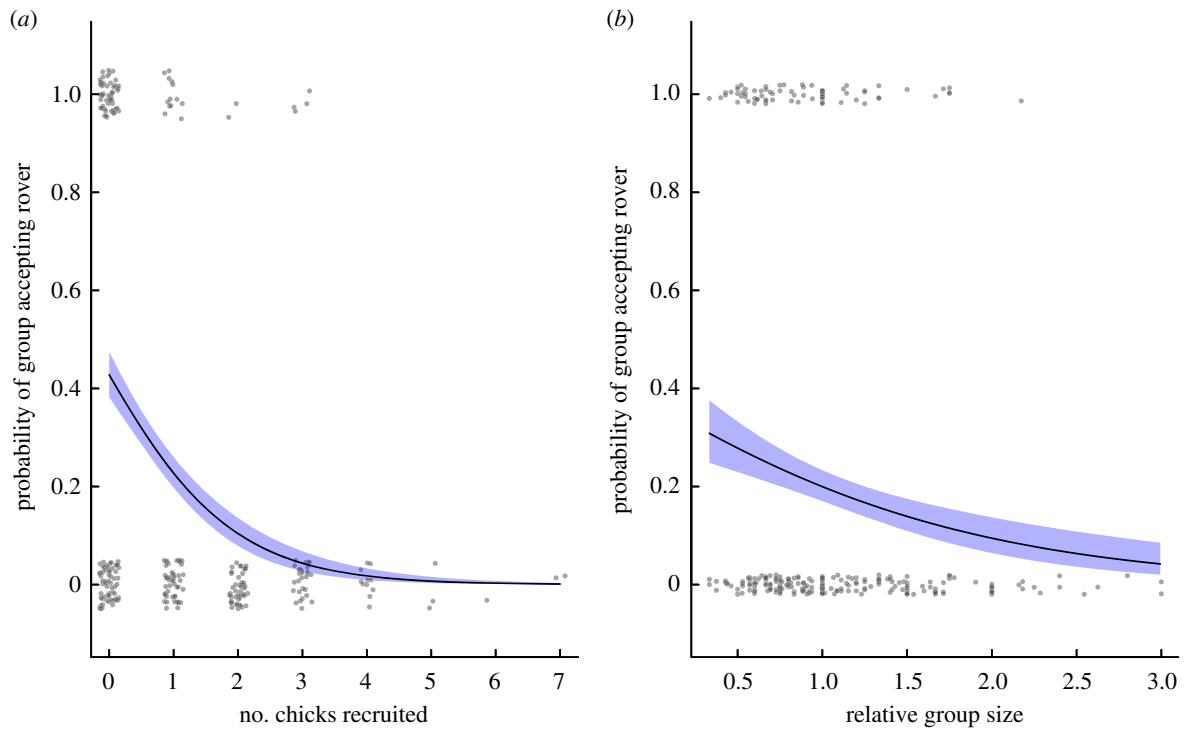 (a)
probability of group accepting rover
1.0
0.8
0.6
0.4
0.2
0
0 1 2 3 4 5 6 7
no. chicks recruited
(b)
probability of group accepting rover
1.0
0.8
0.6
0.4
0.2
0
0.5 1.0 1.5 2.0 2.5 3.0
relative group size